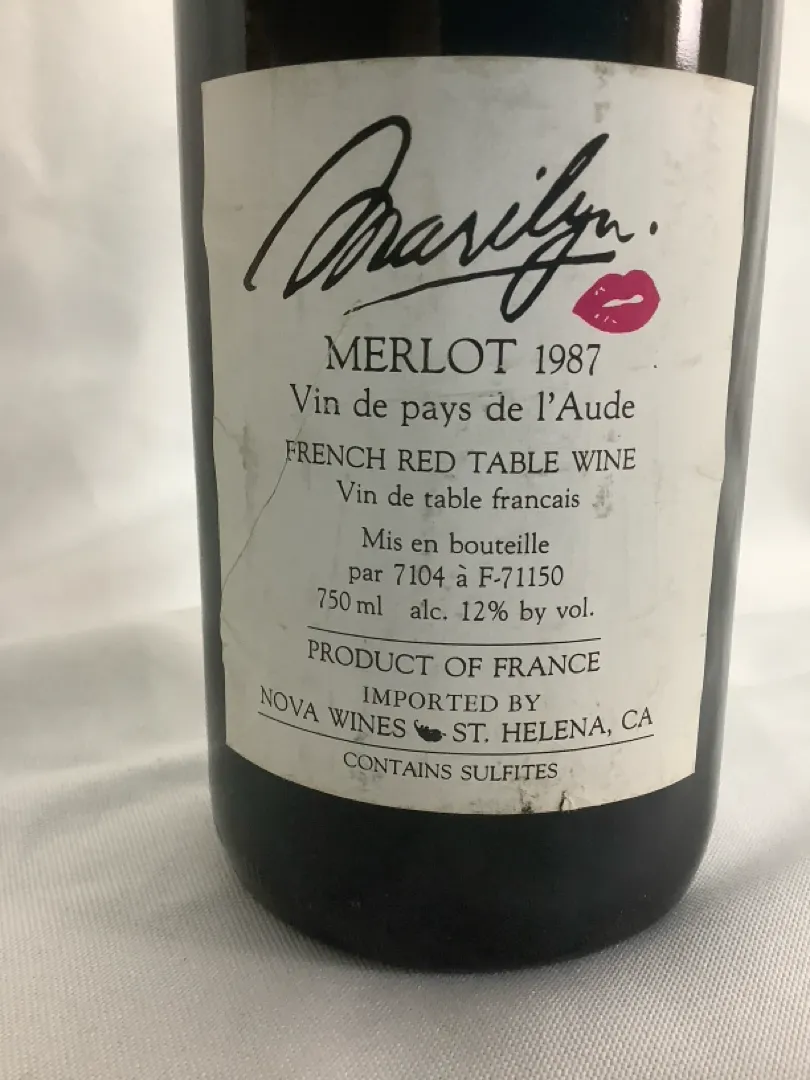 Marilyn.
MERLOT 1987
Vin de pays de l'Aude
FRENCH RED TABLE WINE
Vin de table francais
Mis en bouteille
par 7104 à F-71150
750 ml alc. 12% by vol.
PRODUCT OF FRANCE
IMPORTED BY
NOVA WINES ST. HELENA, CA
CONTAINS SULFITES